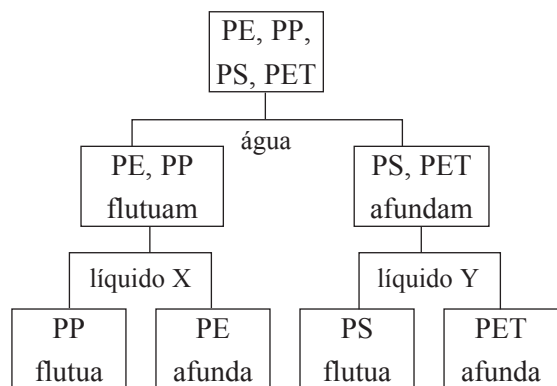 PE, PP,
PS, PET
água
PE, PP
flutuam
PS, PET
afundam
líquido X
líquido Y
PP
flutua
PE
afunda
PS
flutua
PET
afunda